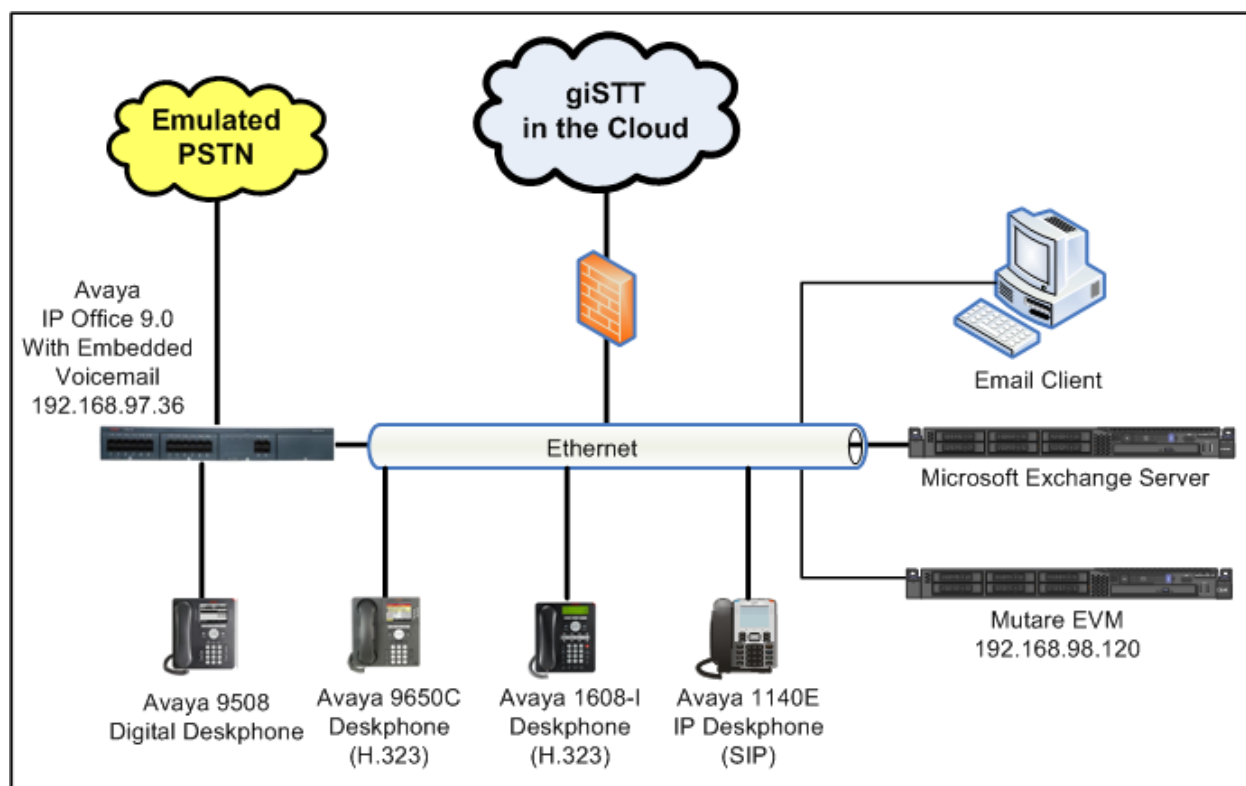 Emulated
PSTN
giSTT
in the Cloud
Avaya
IP Office 9.0
With Embedded
Voicemail
192.168.97.36
Ethernet
Email Client
Microsoft Exchange Server
Mutare EVM
192.168.98.120
Avaya 9508
Digital Deskphone
Avaya 9650C
Deskphone
(H.323)
Avaya 1608-I
Deskphone
(H.323)
Avaya 1140E
IP Deskphone
(SIP)